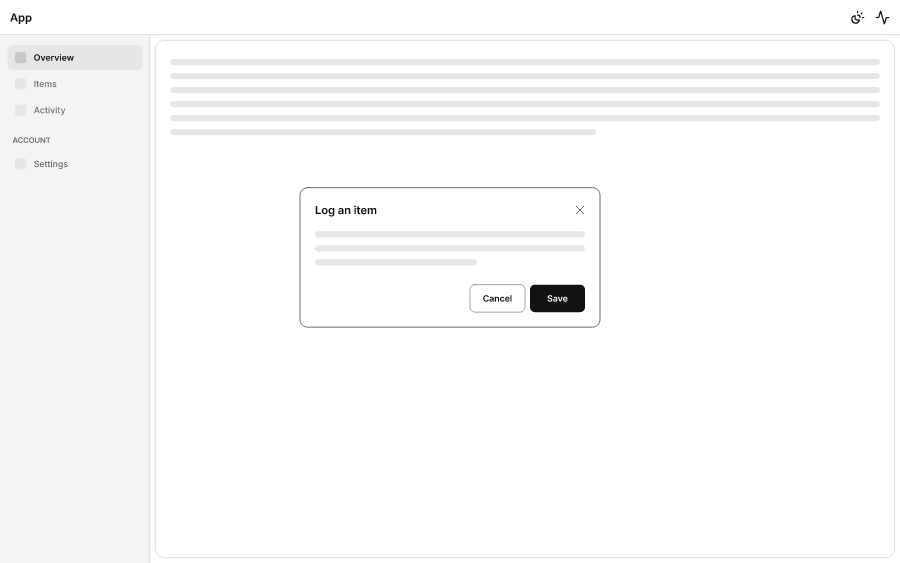 App
Overview
Items
Activity
ACCOUNT
Settings
Log an item
Cancel
Save